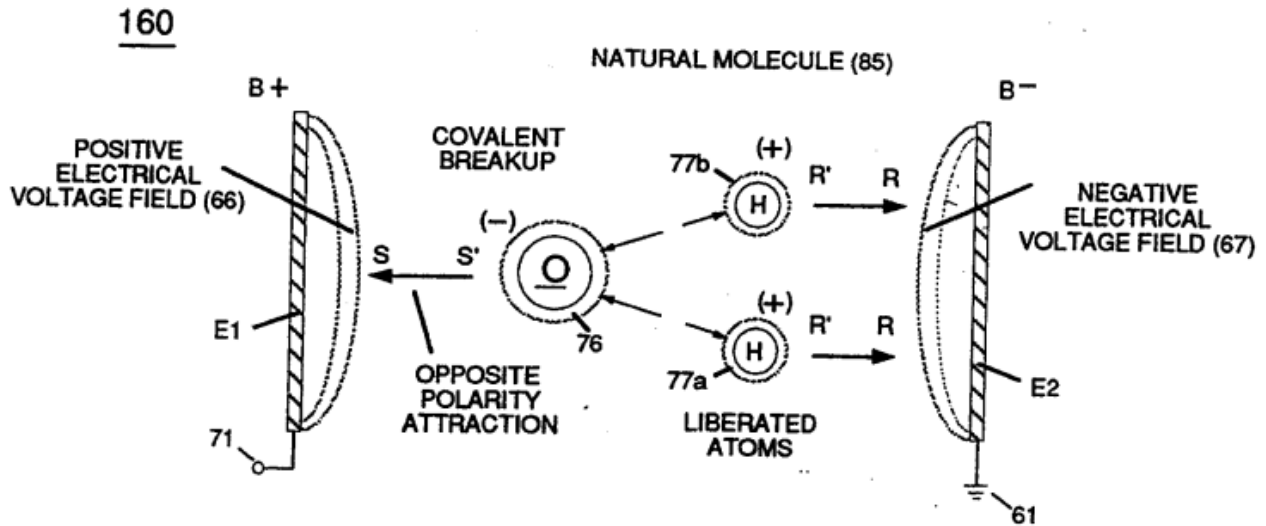 160
NATURAL MOLECULE (85)
B+
B-
POSITIVE
ELECTRICAL
VOLTAGE FIELD (66)
COVALENT
BREAKUP
(-)
S
S'
O
76
77b
(+)
H
R'
R
NEGATIVE
ELECTRICAL
VOLTAGE FIELD (67)
(+)
H
R'
R
77a
E1
E2
OPPOSITE
POLARITY
ATTRACTION
LIBERATED
ATOMS
71
61